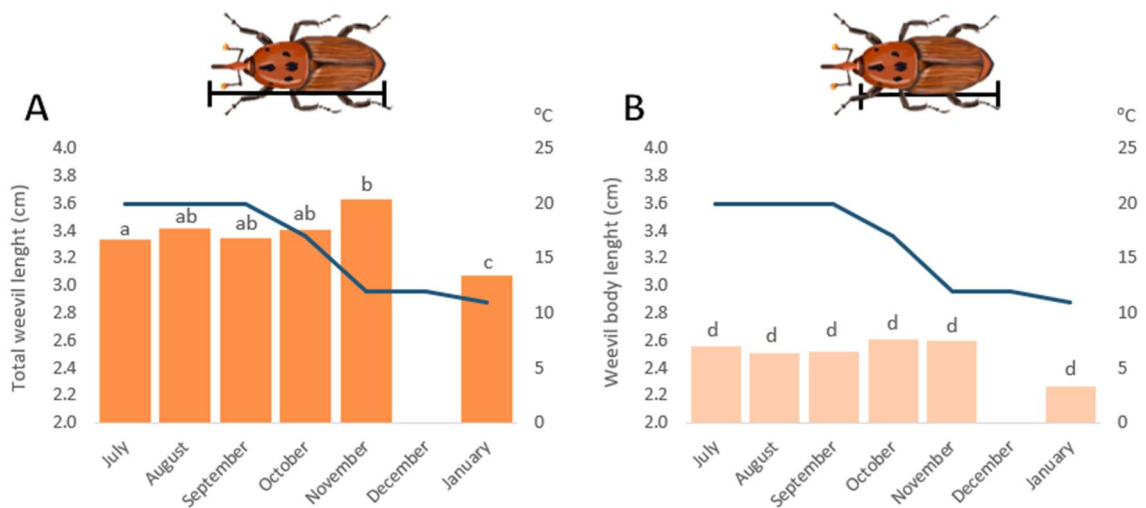 A
°C
4.0
25
3.8
3.6
b
20
3.4
a
ab
ab
ab
3.2
15
3.0
c
2.8
10
2.6
2.4
5
2.2
2.0
0
Total weevil lenght (cm)
July
August
September
October
November
December
January
B
°C
4.0
25
3.8
3.6
20
3.4
3.2
15
3.0
2.8
10
2.6
d
d
d
d
d
2.4
d
5
2.2
2.0
0
Weevil body lenght (cm)
July
August
September
October
November
December
January